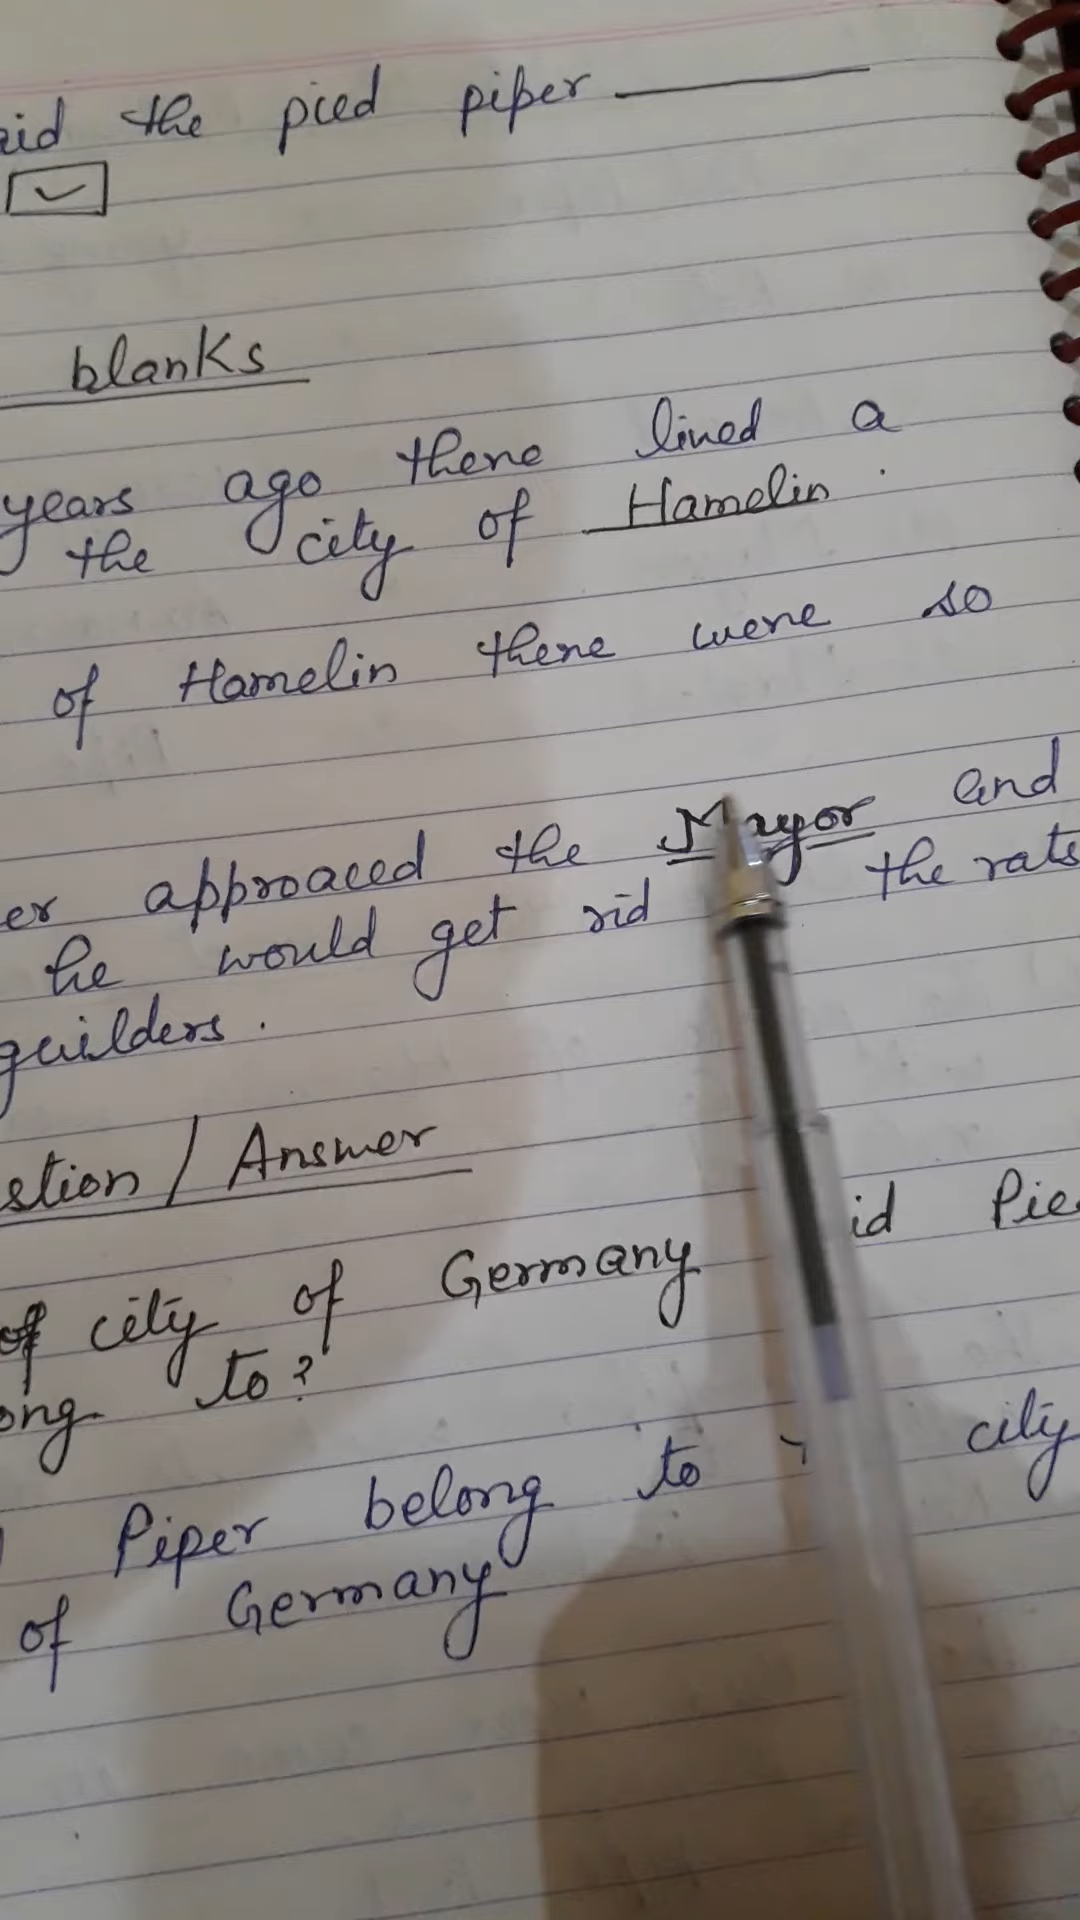 aid the pied piper
blanks
years ago there lived a
the city of Hamelin.
of Hamelin there were so
er approaced the Mayor and
he would get rid the rats
guilders.
stion / Answer
of city of Germany id Pie
ong to?
Piper belong to city
of Germany